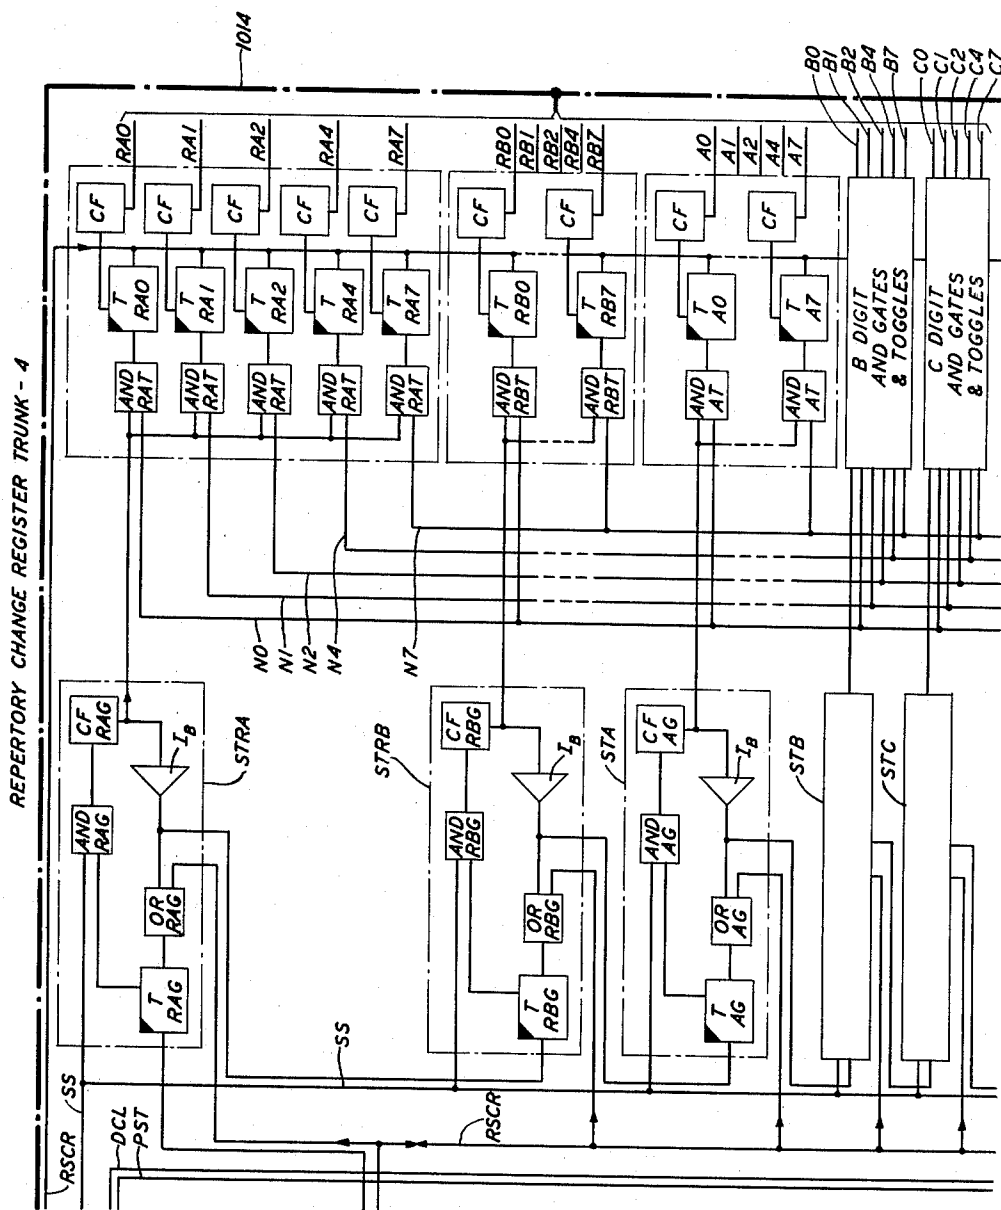 REPERTORY CHANGE REGISTER TRUNK - 4
1014
RA0
RA1
RA2
RA4
RA7
RB0
RB1
RB2
RB4
RB7
A0
A1
A2
A4
A7
B0
B1
B2
B4
B7
C0
C1
C2
C4
C7
CF
CF
CF
CF
CF
CF
CF
CF
CF
T RA0
T RA1
T RA2
T RA4
T RA7
T RB0
T RB7
T A0
T A7
B DIGIT
AND GATES
& TOGGLES
C DIGIT
AND GATES
& TOGGLES
AND RAT
AND RAT
AND RAT
AND RAT
AND RAT
AND RBT
AND RBT
AND AT
AND AT
N0
N1
N2
N4
N7
CF RAG
IB
STRA
AND RAG
OR RAG
T RAG
STRB
CF RBG
IB
AND RBG
OR RBG
T RBG
STA
CF AG
IB
AND AG
OR AG
T AG
STB
STC
SS
RSCR
RSCR
SS
DCL
PST